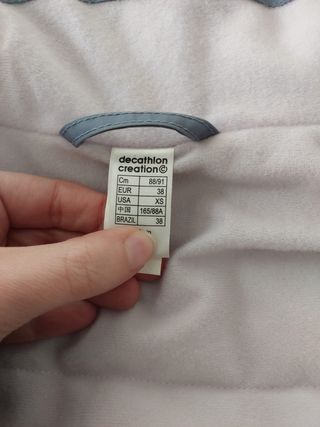 decathlon
creation©
Cm 88/91
EUR 38
USA XS
中国 165/88A
BRAZIL 38